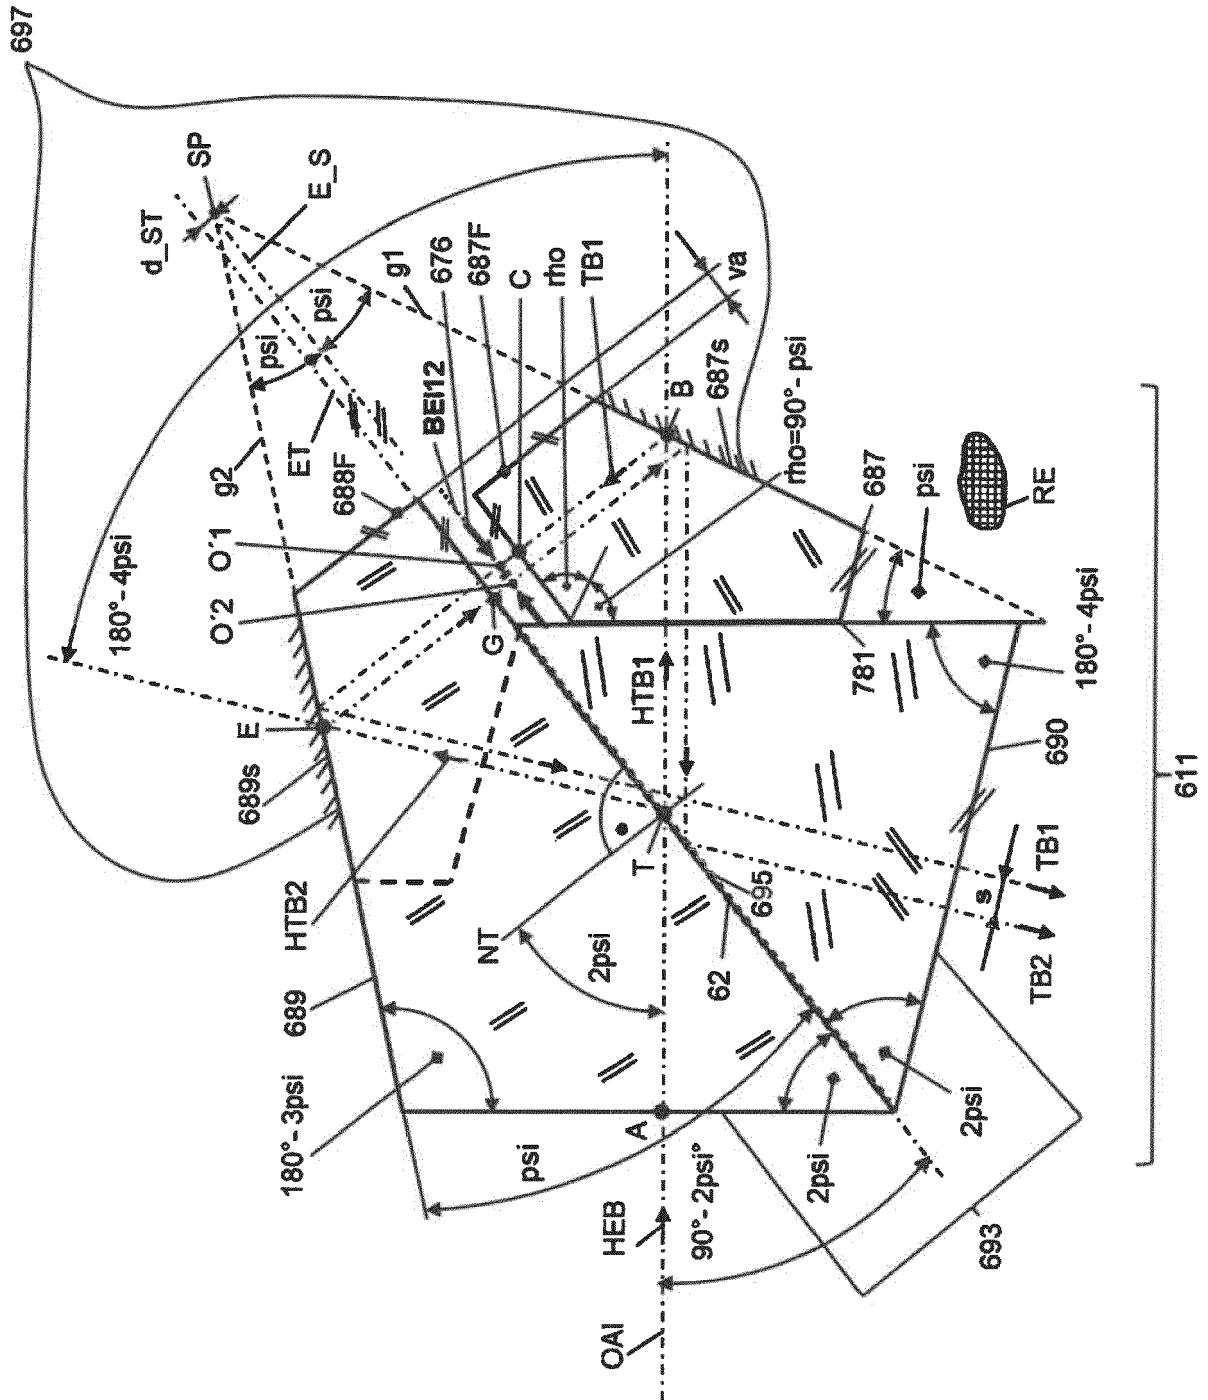 697
SP
d_ST
E_S
psi
psi
g1
g2
ET
688F
BEI12
676
687F
C
rho
TB1
va
180°-4psi
O´1
O´2
G
B
687s
rho=90°-psi
E
689s
HTB1
781
687
psi
RE
HTB2
T
180°-4psi
NT
2psi
695
62
690
611
689
180°-3psi
s
TB1
TB2
A
psi
2psi
2psi
HEB
90°-2psi°
693
OAI